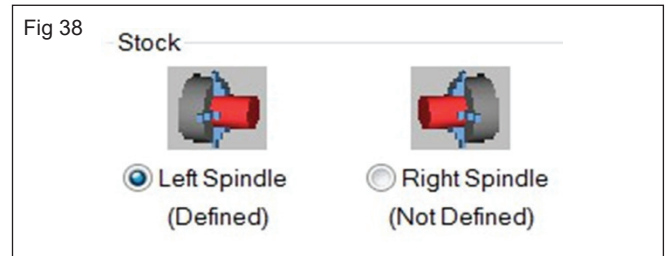 Fig 38
Stock
Left Spindle Right Spindle
(Defined) (Not Defined)